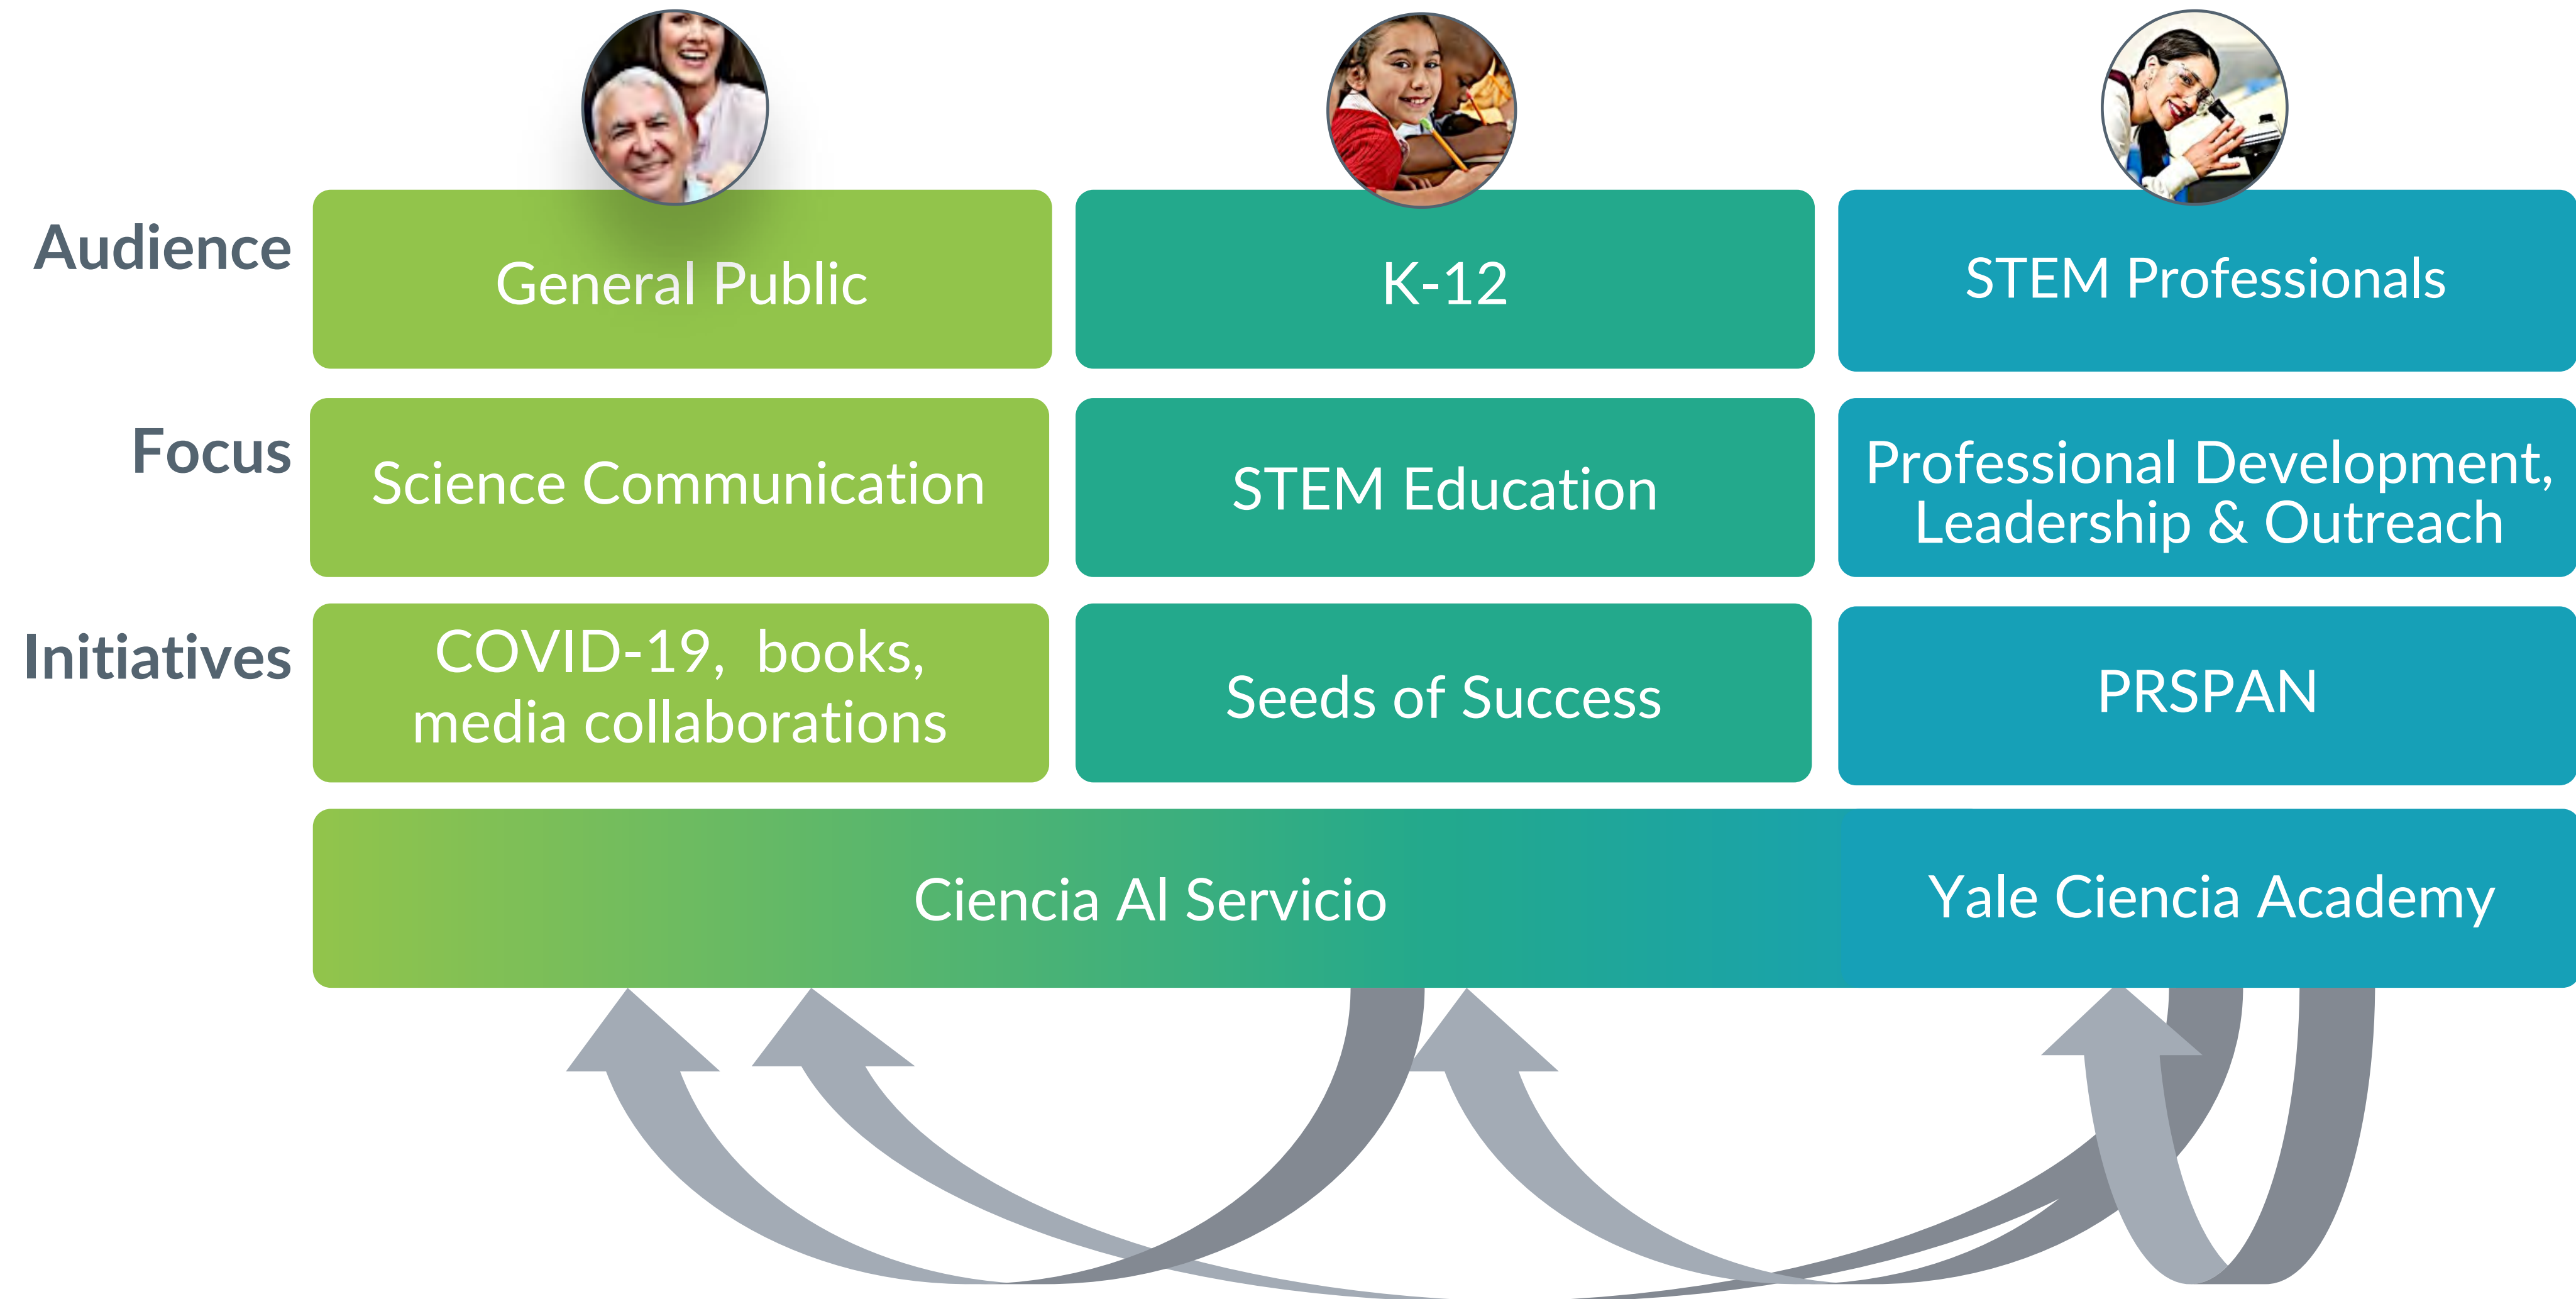 Audience
General Public
K-12
STEM Professionals
Focus
Science Communication
STEM Education
Professional Development,
Leadership & Outreach
Initiatives
COVID-19, books,
media collaborations
Seeds of Success
PRSPAN
Ciencia Al Servicio
Yale Ciencia Academy